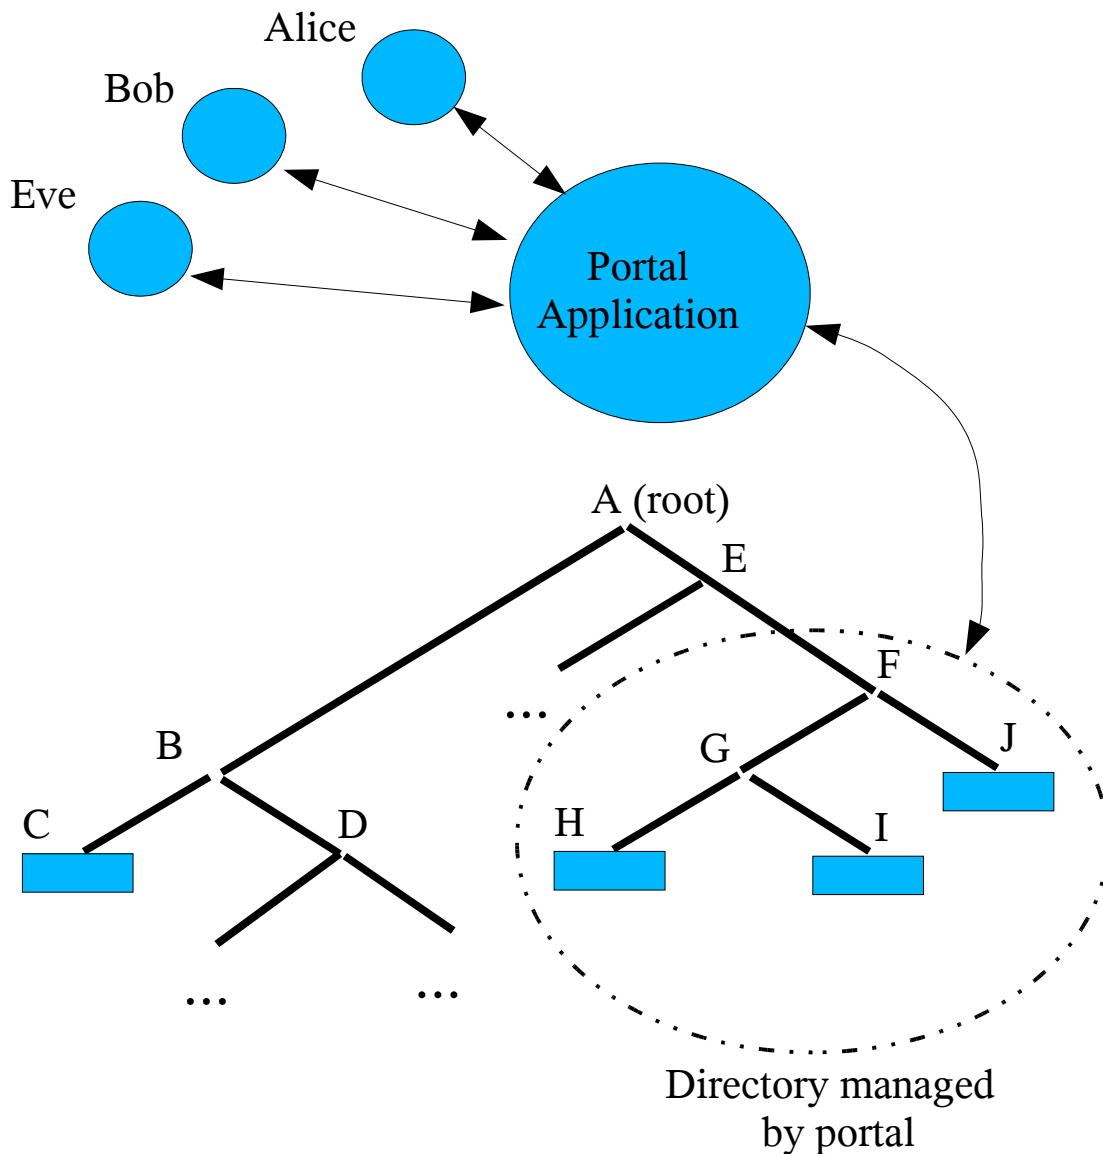 Alice
Bob
Eve
Portal
Application
A (root)
E
F
B
G
J
C
D
H
I
...
...
...
Directory managed
by portal